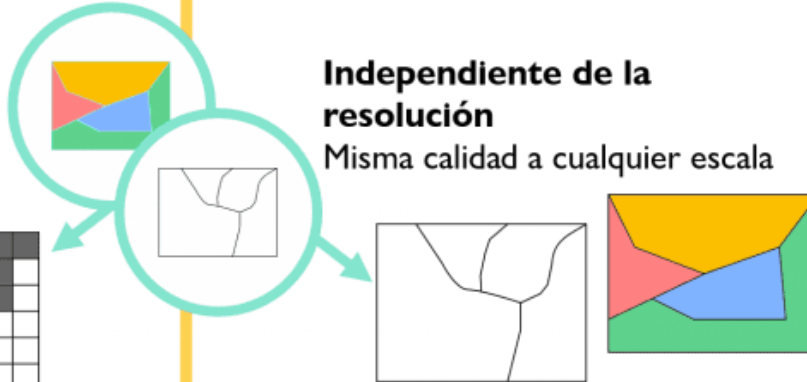 Independiente de la
resolución
Misma calidad a cualquier escala